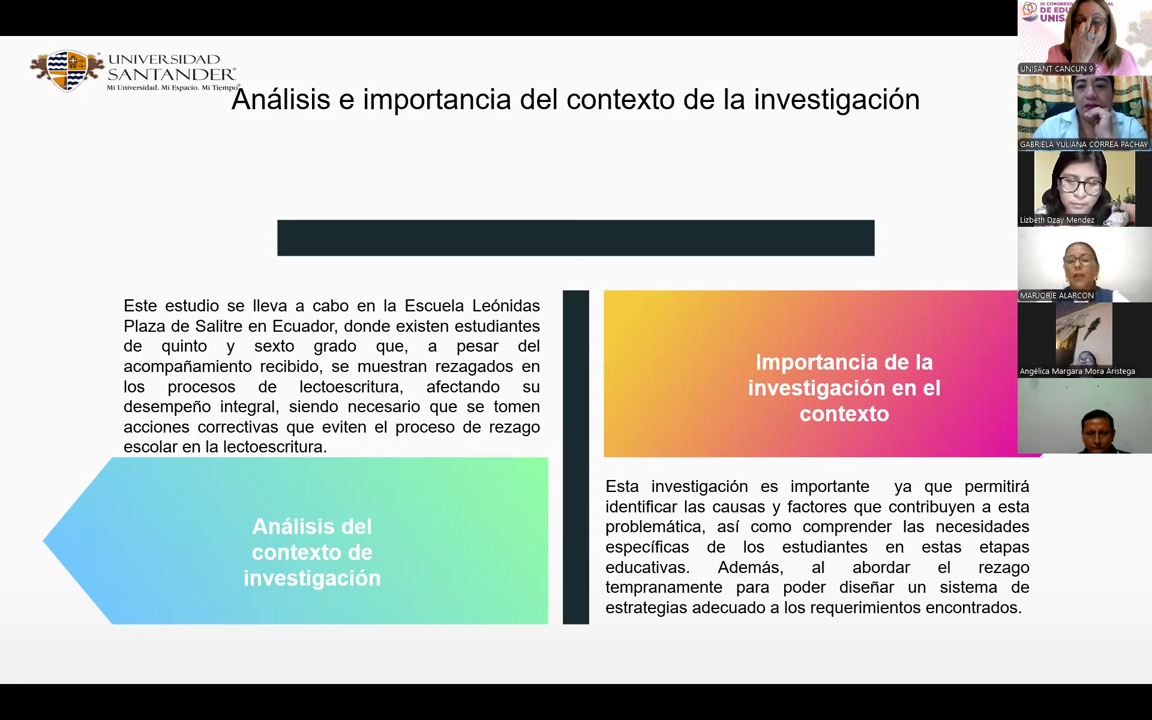 UNIVERSIDAD
SANTANDER
Mi Universidad. Mi Espacio. Mi Tiempo
Análisis e importancia del contexto de la investigación
Este estudio se lleva a cabo en la Escuela Leónidas
Plaza de Salitre en Ecuador, donde existen estudiantes
de quinto y sexto grado que, a pesar del
acompañamiento recibido, se muestran rezagados en
los procesos de lectoescritura, afectando su
desempeño integral, siendo necesario que se tomen
acciones correctivas que eviten el proceso de rezago
escolar en la lectoescritura.
Análisis del
contexto de
investigación
Importancia de la
investigación en el
contexto
Esta investigación es importante ya que permitirá
identificar las causas y factores que contribuyen a esta
problemática, así como comprender las necesidades
específicas de los estudiantes en estas etapas
educativas. Además, al abordar el rezago
tempranamente para poder diseñar un sistema de
estrategias adecuado a los requerimientos encontrados.
IX CONGRESO
DE EDU
UNIS
UNISANT CANCUN 9
GABRIELA YULIANA CORREA PACHAY
Lizbeth Dzay Mendez
MARJORIE ALARCON
Angélica Margara Mora Aristega